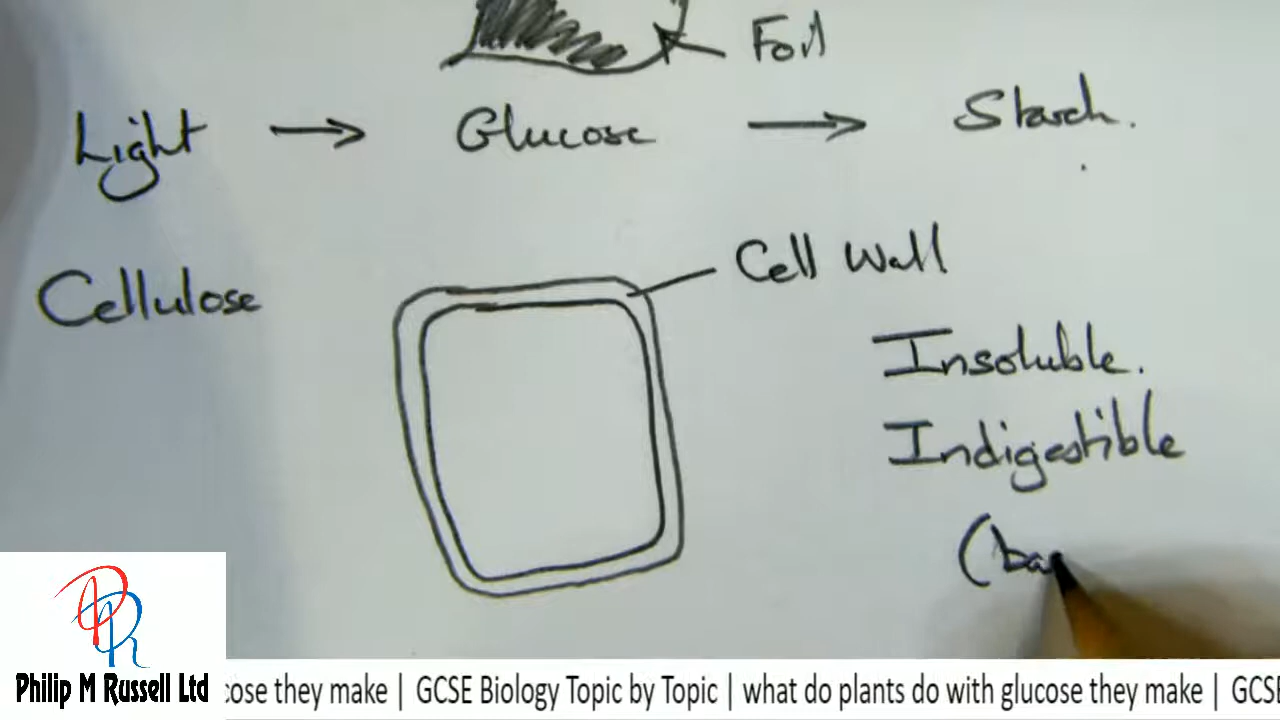 Foil
Light → Glucose → Starch.
Cell Wall
Cellulose
Insoluble.
Indigestible
(ba
Philip M Russell Ltd
cose they make | GCSE Biology Topic by Topic | what do plants do with glucose they make | GCSE